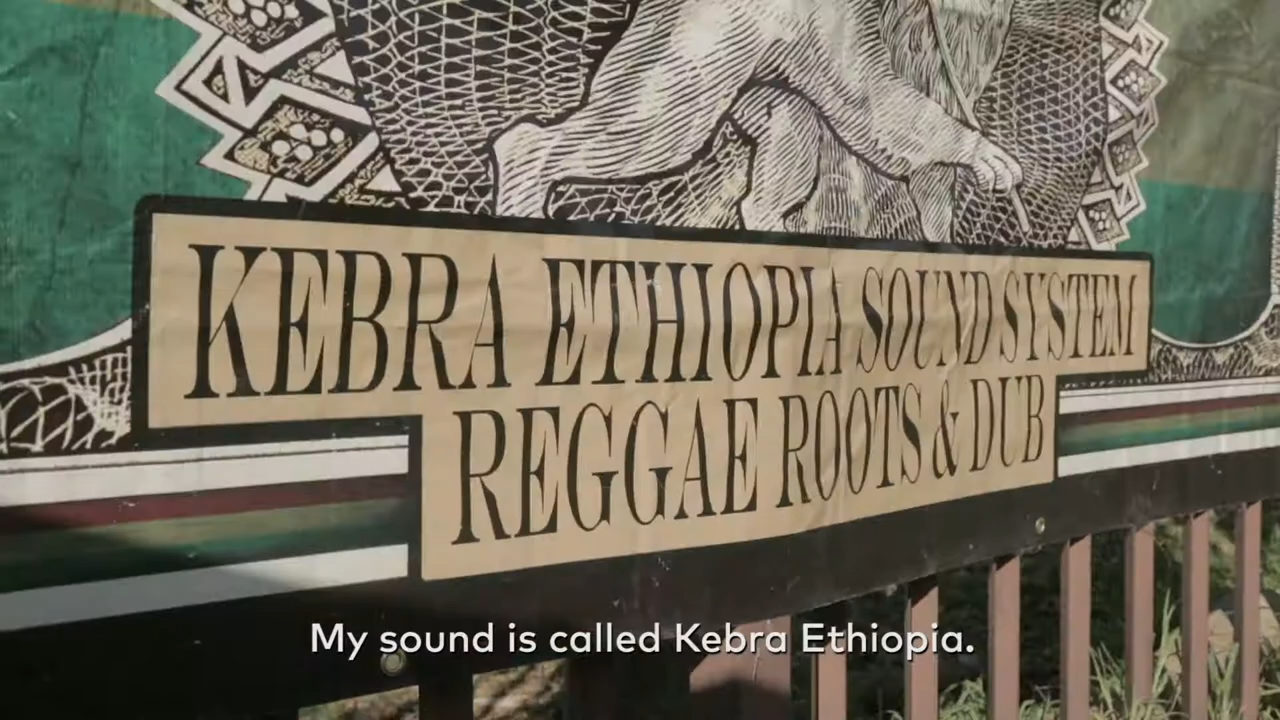 KEBRA ETHIOPIA SOUND SYSTEM
REGGAE ROOTS & DUB
My sound is called Kebra Ethiopia.